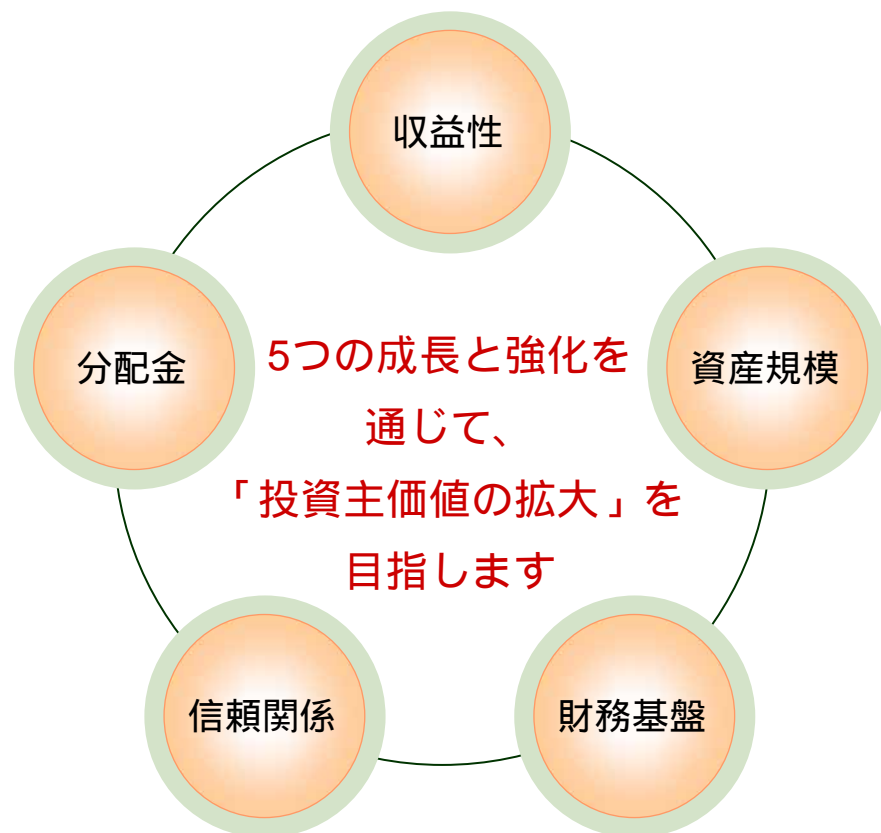 収益性
分配金
資産規模
5つの成長と強化を
通じて、
「投資主価値の拡大」を
目指します
信頼関係
財務基盤